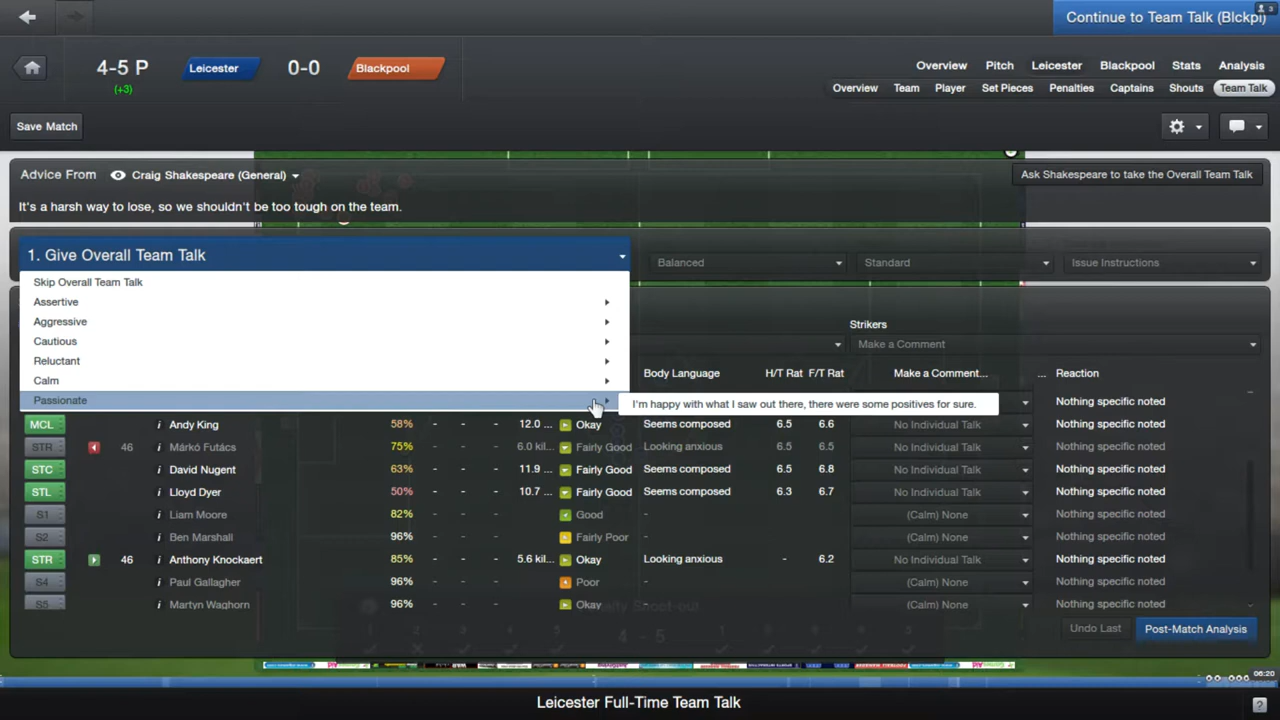 3
Continue to Team Talk (Blckpl)
4-5 P
(+3)
Leicester
0-0
Blackpool
Overview Pitch Leicester Blackpool Stats Analysis
Overview Team Player Set Pieces Penalties Captains Shouts Team Talk
Save Match
Advice From Craig Shakespeare (General)
Ask Shakespeare to take the Overall Team Talk
It's a harsh way to lose, so we shouldn't be too tough on the team.
1. Give Overall Team Talk
Balanced Standard Issue Instructions
Skip Overall Team Talk
Assertive
Aggressive
Cautious
Reluctant
Calm
Passionate
I'm happy with what I saw out there, there were some positives for sure.
Strikers
Make a Comment
Body Language H/T Rat F/T Rat Make a Comment... ... Reaction
Nothing specific noted
MCL i Andy King 58% - - 12.0 ... Okay Seems composed 6.5 6.6 No Individual Talk Nothing specific noted
STR 46 i Márkó Futács 75% - - 6.0 kil... Fairly Good Looking anxious 6.5 6.5 No Individual Talk Nothing specific noted
STC i David Nugent 63% - - 11.9 ... Fairly Good Seems composed 6.5 6.8 No Individual Talk Nothing specific noted
STL i Lloyd Dyer 50% - - 10.7 ... Fairly Good Seems composed 6.3 6.7 No Individual Talk Nothing specific noted
S1 i Liam Moore 82% - - - Good - (Calm) None Nothing specific noted
S2 i Ben Marshall 96% - - - Fairly Poor - (Calm) None Nothing specific noted
STR 46 i Anthony Knockaert 85% - - 5.6 kil... Okay Looking anxious - 6.2 No Individual Talk Nothing specific noted
S4 i Paul Gallagher 96% - - - Poor - (Calm) None Nothing specific noted
S5 i Martyn Waghorn 96% - - - Okay - (Calm) None Nothing specific noted
Undo Last Post-Match Analysis
4 - 5
06:20
Leicester Full-Time Team Talk
?